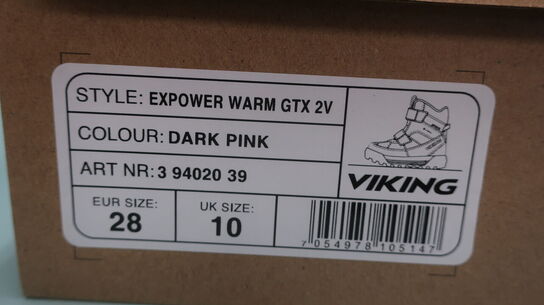 STYLE: EXPOWER WARM GTX 2V
COLOUR: DARK PINK
ART NR: 3 94020 39
VIKING
EUR SIZE: UK SIZE:
28 10
7 054978 105147